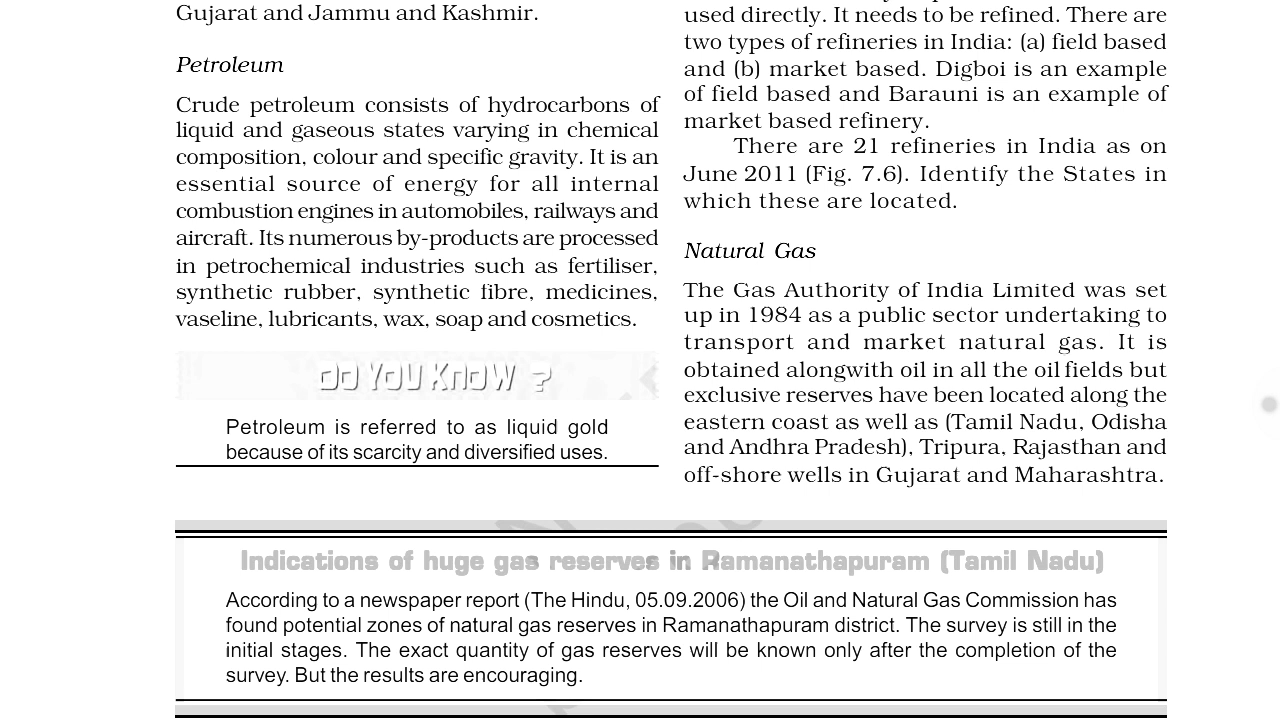 Gujarat and Jammu and Kashmir.
Petroleum
Crude petroleum consists of hydrocarbons of
liquid and gaseous states varying in chemical
composition, colour and specific gravity. It is an
essential source of energy for all internal
combustion engines in automobiles, railways and
aircraft. Its numerous by-products are processed
in petrochemical industries such as fertiliser,
synthetic rubber, synthetic fibre, medicines,
vaseline, lubricants, wax, soap and cosmetics.
DO YOU KNOW ?
Petroleum is referred to as liquid gold
because of its scarcity and diversified uses.
used directly. It needs to be refined. There are
two types of refineries in India: (a) field based
and (b) market based. Digboi is an example
of field based and Barauni is an example of
market based refinery.
There are 21 refineries in India as on
June 2011 (Fig. 7.6). Identify the States in
which these are located.
Natural Gas
The Gas Authority of India Limited was set
up in 1984 as a public sector undertaking to
transport and market natural gas. It is
obtained alongwith oil in all the oil fields but
exclusive reserves have been located along the
eastern coast as well as (Tamil Nadu, Odisha
and Andhra Pradesh), Tripura, Rajasthan and
off-shore wells in Gujarat and Maharashtra.
Indications of huge gas reserves in Ramanathapuram (Tamil Nadu)
According to a newspaper report (The Hindu, 05.09.2006) the Oil and Natural Gas Commission has
found potential zones of natural gas reserves in Ramanathapuram district. The survey is still in the
initial stages. The exact quantity of gas reserves will be known only after the completion of the
survey. But the results are encouraging.